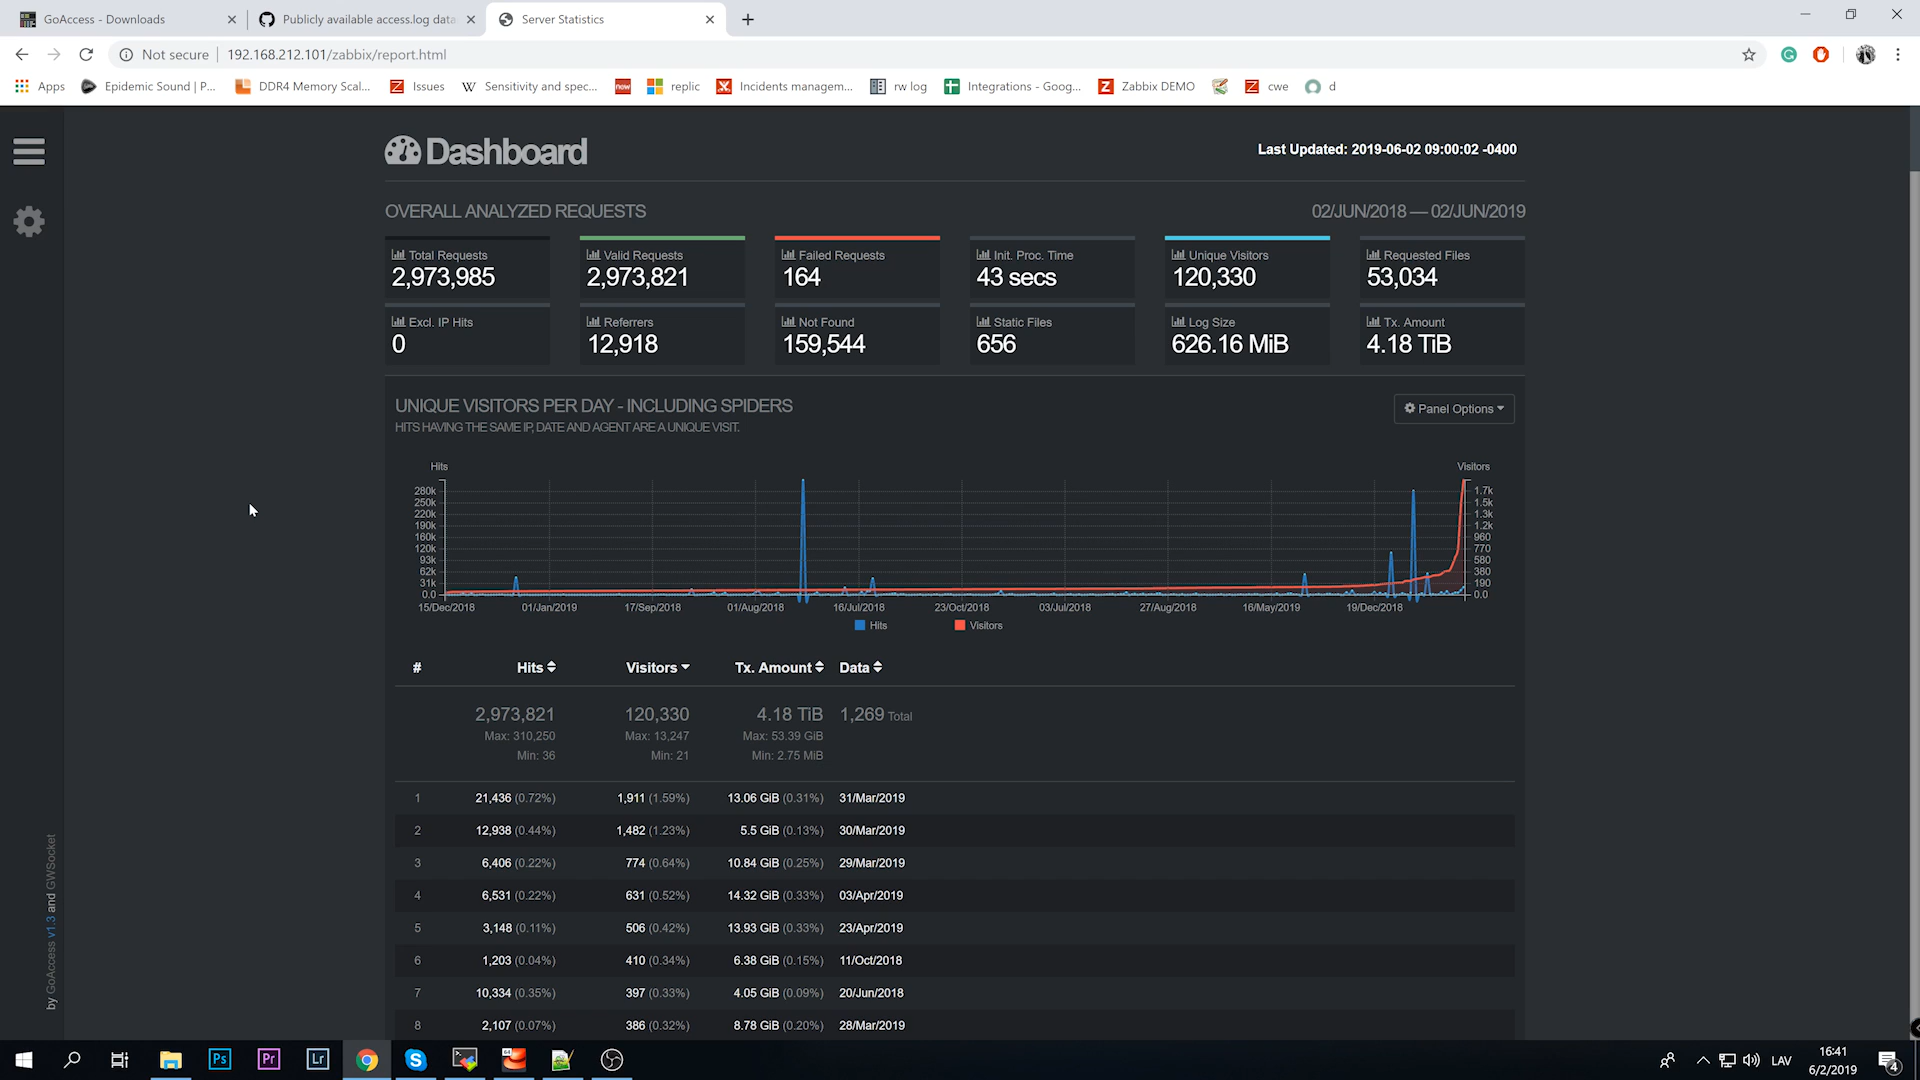 GoAccess - Downloads
Publicly available access.log data
Server Statistics
Not secure 192.168.212.101/zabbix/report.html
Apps Epidemic Sound | P... DDR4 Memory Scal... Issues Sensitivity and spec... replic Incidents managem... rw log Integrations - Goog... Zabbix DEMO cwe d
Dashboard
Last Updated: 2019-06-02 09:00:02 -0400
OVERALL ANALYZED REQUESTS
02/JUN/2018 — 02/JUN/2019
Total Requests
2,973,985
Valid Requests
2,973,821
Failed Requests
164
Init. Proc. Time
43 secs
Unique Visitors
120,330
Requested Files
53,034
Excl. IP Hits
0
Referrers
12,918
Not Found
159,544
Static Files
656
Log Size
626.16 MiB
Tx. Amount
4.18 TiB
UNIQUE VISITORS PER DAY - INCLUDING SPIDERS
HITS HAVING THE SAME IP, DATE AND AGENT ARE A UNIQUE VISIT.
Panel Options
Hits
Visitors
280k
250k
220k
190k
160k
120k
93k
62k
31k
0.0
1.7k
1.5k
1.3k
1.2k
960
770
580
380
190
0.0
15/Dec/2018 01/Jan/2019 17/Sep/2018 01/Aug/2018 16/Jul/2018 23/Oct/2018 03/Jul/2018 27/Aug/2018 16/May/2019 19/Dec/2018
Hits Visitors
# Hits Visitors Tx. Amount Data
2,973,821 120,330 4.18 TiB 1,269 Total
Max: 310,250 Max: 13,247 Max: 53.39 GiB
Min: 36 Min: 21 Min: 2.75 MiB
1 21,436 (0.72%) 1,911 (1.59%) 13.06 GiB (0.31%) 31/Mar/2019
2 12,938 (0.44%) 1,482 (1.23%) 5.5 GiB (0.13%) 30/Mar/2019
3 6,406 (0.22%) 774 (0.64%) 10.84 GiB (0.25%) 29/Mar/2019
4 6,531 (0.22%) 631 (0.52%) 14.32 GiB (0.33%) 03/Apr/2019
5 3,148 (0.11%) 506 (0.42%) 13.93 GiB (0.33%) 23/Apr/2019
6 1,203 (0.04%) 410 (0.34%) 6.38 GiB (0.15%) 11/Oct/2018
7 10,334 (0.35%) 397 (0.33%) 4.05 GiB (0.09%) 20/Jun/2018
8 2,107 (0.07%) 386 (0.32%) 8.78 GiB (0.20%) 28/Mar/2019
by GoAccess v1.3 and GWSocket
Ps Pr Lr
LAV
16:41
6/2/2019
4